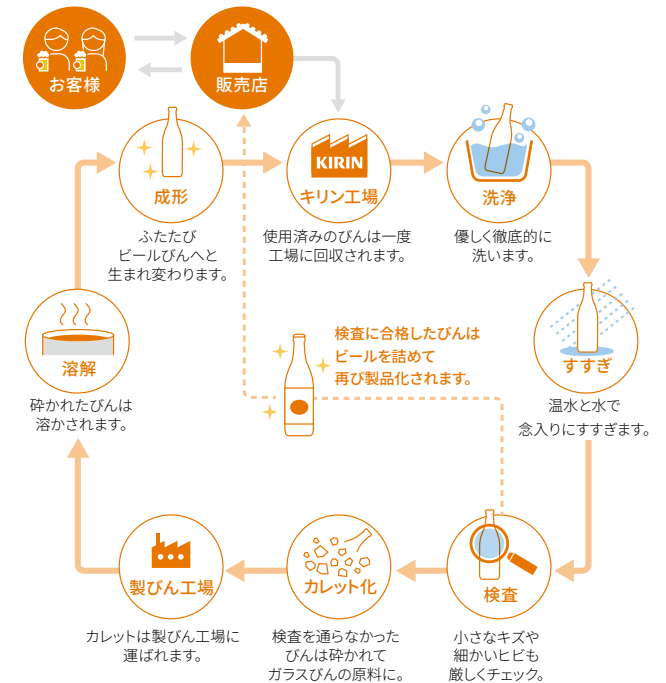 お客様
販売店
成形
ふたたび
ビールびんへと
生まれ変わります。
KIRIN
キリン工場
使用済みのびんは一度
工場に回収されます。
洗浄
優しく徹底的に
洗います。
すすぎ
温水と水で
念入りにすすぎます。
検査に合格したびんは
ビールを詰めて
再び製品化されます。
溶解
砕かれたびんは
溶かされます。
製びん工場
カレットは製びん工場に
運ばれます。
カレット化
検査を通らなかった
びんは砕かれて
ガラスびんの原料に。
検査
小さなキズや
細かいヒビも
厳しくチェック。